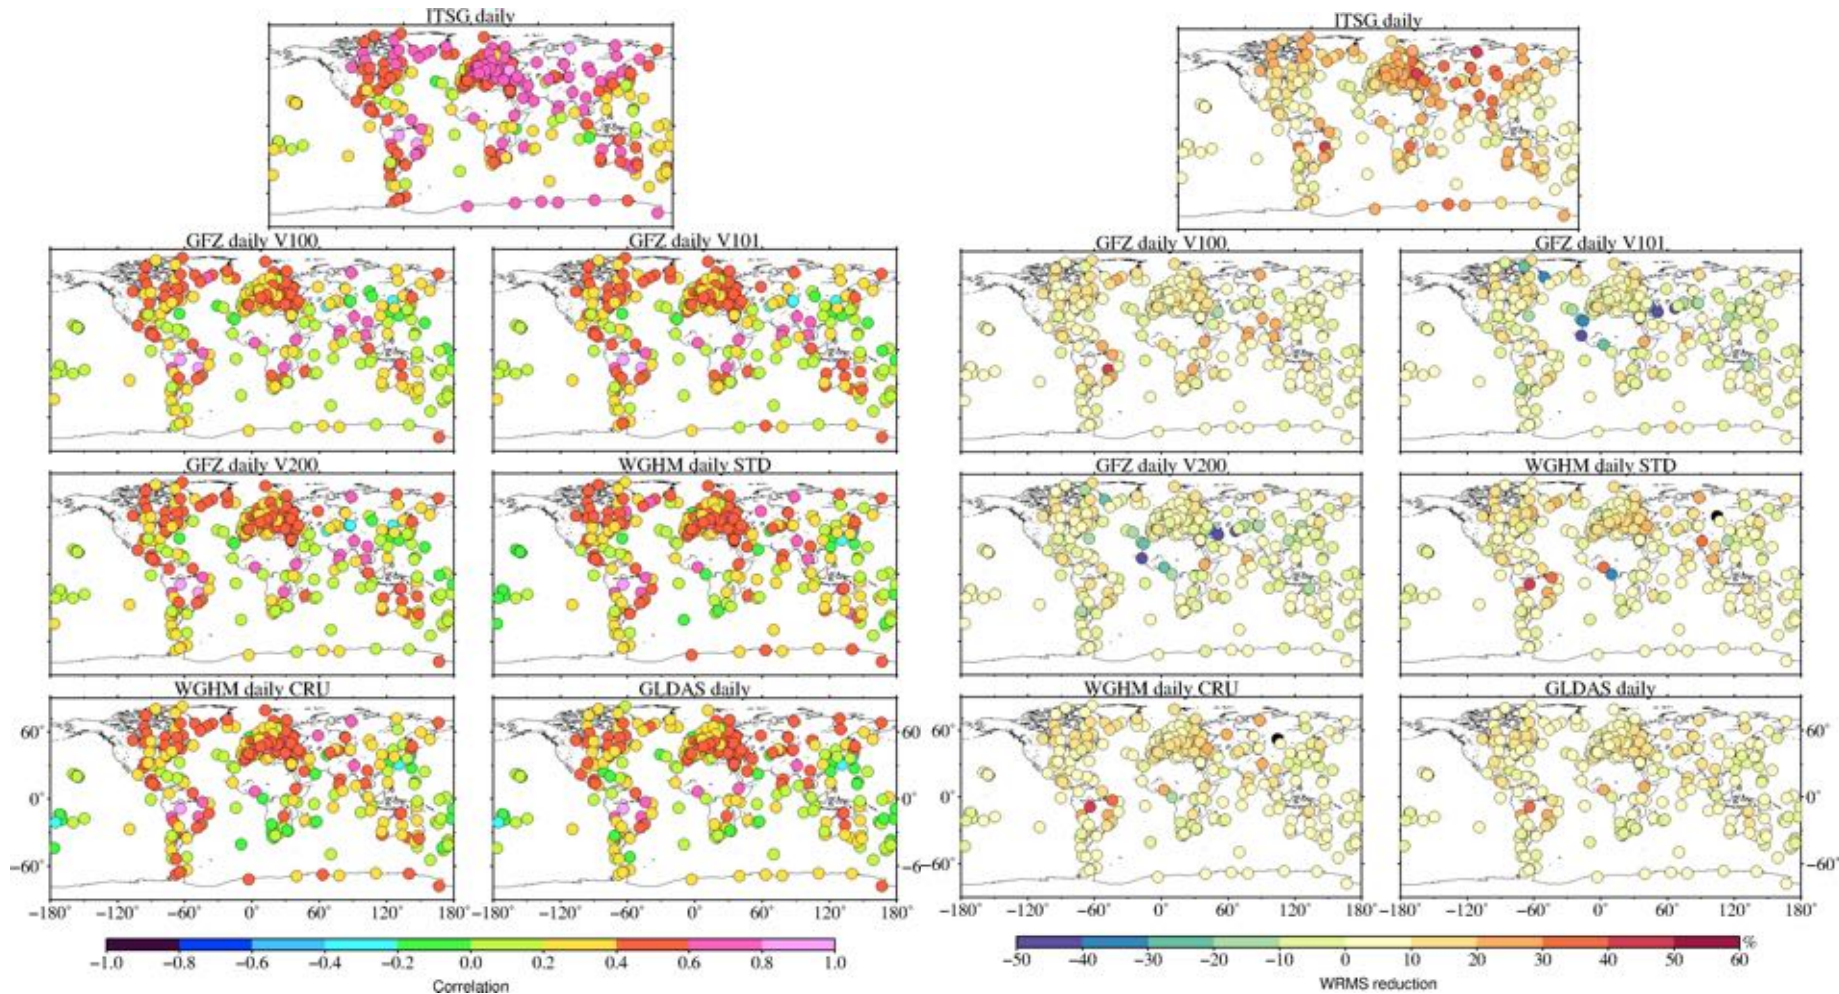 ITSG daily
ITSG daily
GFZ daily V100
GFZ daily V101
GFZ daily V100
GFZ daily V101
GFZ daily V200
WGHM daily STD
GFZ daily V200
WGHM daily STD
WGHM daily CRU
GLDAS daily
WGHM daily CRU
GLDAS daily
60° 60 60° 60°
0° 0° 0° 0°
−60° −6 −60° −60°
−180° −120° −60° 0° 60° 120° 180° −120° −60° 0° 60° 120° 180° −180° −120° −60° 0° 60° 120° −180° −120° −60° 0° 60° 120° 180°
−1.0 −0.8 −0.6 −0.4 −0.2 0.0 0.2 0.4 0.6 0.8 1.0
Correlation
−50 −40 −30 −20 −10 0 10 20 30 40 50 60 %
WRMS reduction